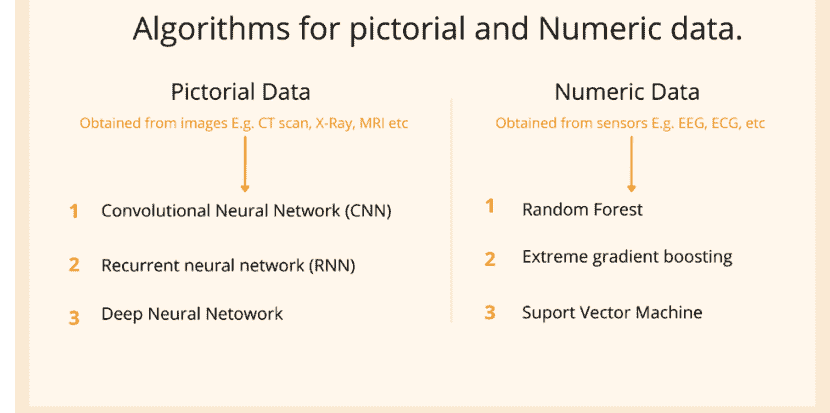 Algorithms for pictorial and Numeric data.
Pictorial Data
Obtained from images E.g. CT scan, X-Ray, MRI etc
1 Convolutional Neural Network (CNN)
2 Recurrent neural network (RNN)
3 Deep Neural Netowork
Numeric Data
Obtained from sensors E.g. EEG, ECG, etc
1 Random Forest
2 Extreme gradient boosting
3 Suport Vector Machine